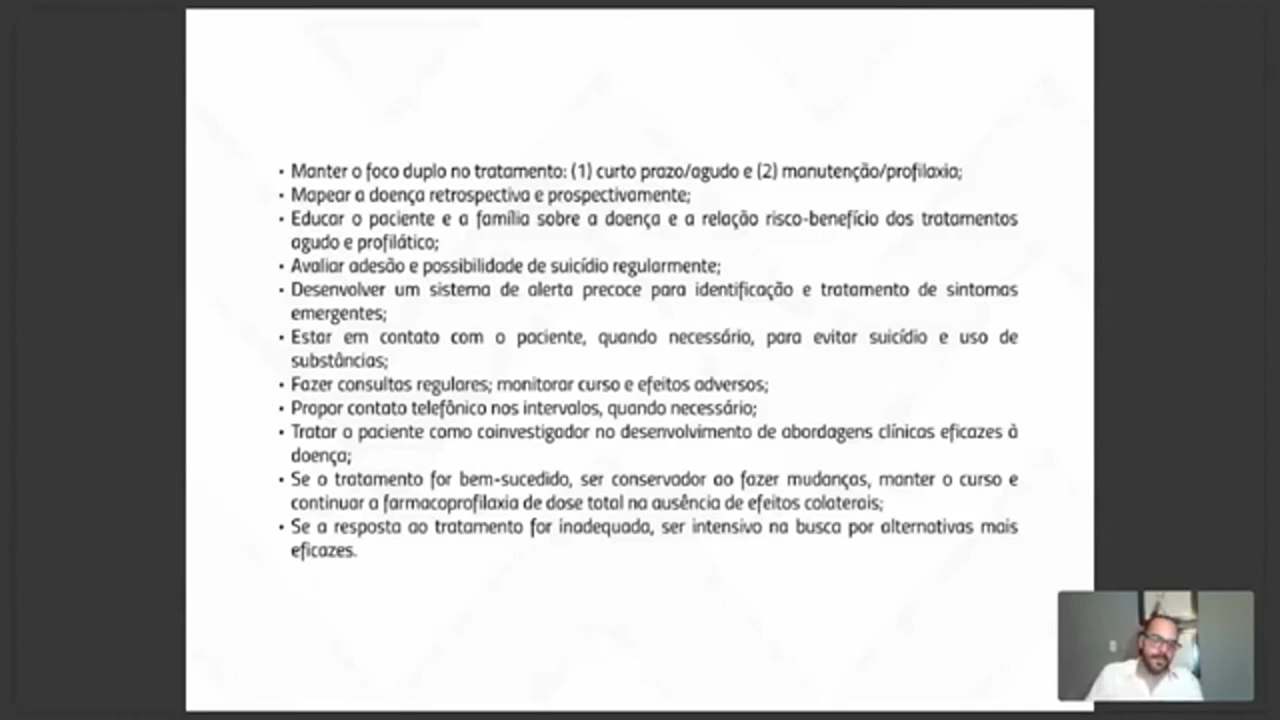 • Manter o foco duplo no tratamento: (1) curto prazo/agudo e (2) manutenção/profilaxia;
• Mapear a doença retrospectiva e prospectivamente;
• Educar o paciente e a família sobre a doença e a relação risco-benefício dos tratamentos
agudo e profilático;
• Avaliar adesão e possibilidade de suicídio regularmente;
• Desenvolver um sistema de alerta precoce para identificação e tratamento de sintomas
emergentes;
• Estar em contato com o paciente, quando necessário, para evitar suicídio e uso de
substâncias;
• Fazer consultas regulares; monitorar curso e efeitos adversos;
• Propor contato telefônico nos intervalos, quando necessário;
• Tratar o paciente como coinvestigador no desenvolvimento de abordagens clínicas eficazes à
doença;
• Se o tratamento for bem-sucedido, ser conservador ao fazer mudanças, manter o curso e
continuar a farmacoprofilaxia de dose total na ausência de efeitos colaterais;
• Se a resposta ao tratamento for inadequada, ser intensivo na busca por alternativas mais
eficazes.